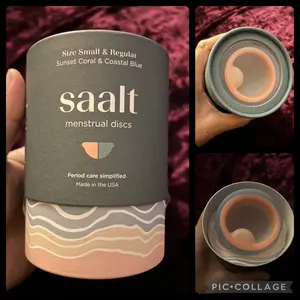 Size Small & Regular
Sunset Coral & Coastal Blue
saalt
menstrual discs
Period care simplified
Made in the USA
PIC•COLLAGE